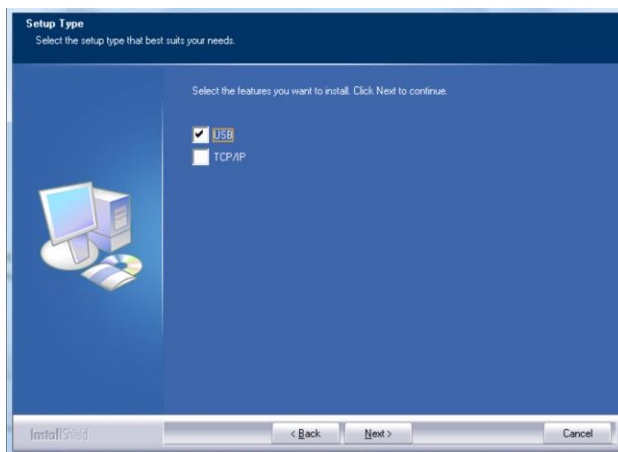 Setup Type
Select the setup type that best suits your needs.
Select the features you want to install. Click Next to continue.
USB
TCP/IP
InstallShield
< Back
Next >
Cancel